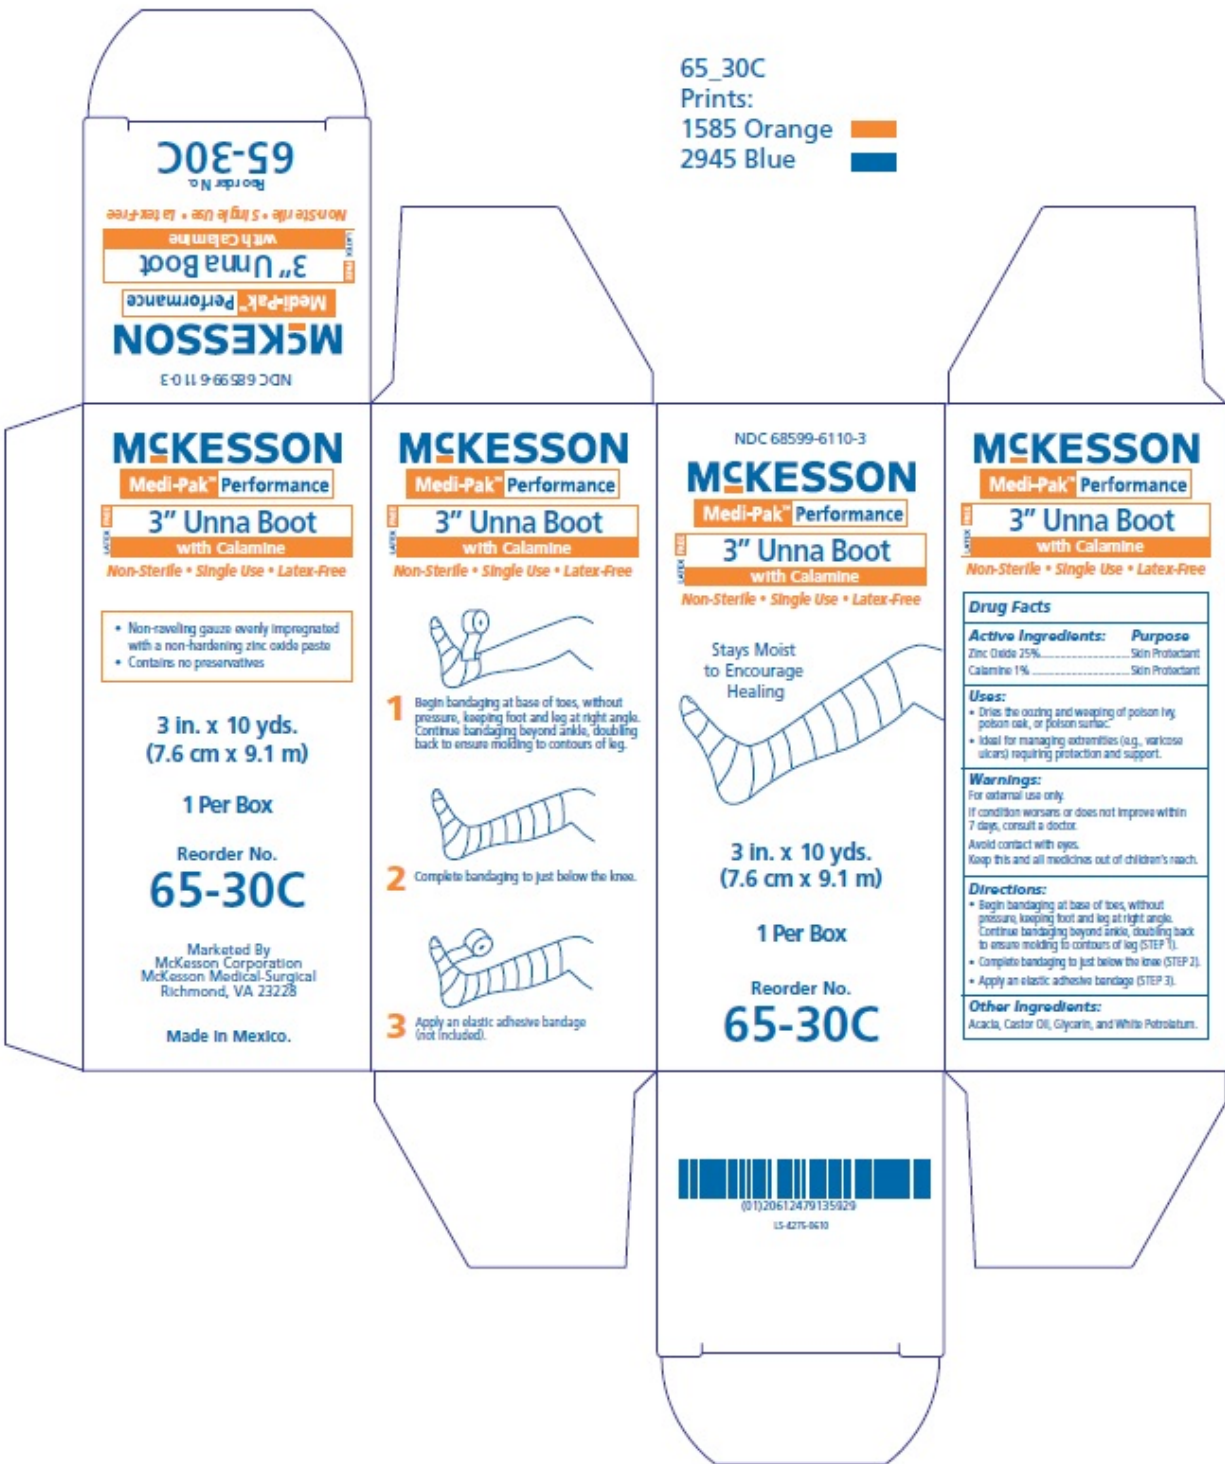 65_30C
Prints:
1585 Orange
2945 Blue
65-30C
Reorder No.
Non-Sterile • Single Use • Latex-Free
with Calamine
LATEX FREE
3” Unna Boot
Medi-Pak™ Performance
McKESSON
NDC 68599-6110-3
McKESSON
Medi-Pak™ Performance
LATEX FREE
3” Unna Boot
with Calamine
Non-Sterile • Single Use • Latex-Free
• Non-raveling gauze evenly impregnated
with a non-hardening zinc oxide paste
• Contains no preservatives
3 in. x 10 yds.
(7.6 cm x 9.1 m)
1 Per Box
Reorder No.
65-30C
Marketed By
McKesson Corporation
McKesson Medical-Surgical
Richmond, VA 23228
Made in Mexico.
McKESSON
Medi-Pak™ Performance
LATEX FREE
3” Unna Boot
with Calamine
Non-Sterile • Single Use • Latex-Free
1 Begin bandaging at base of toes, without
pressure, keeping foot and leg at right angle.
Continue bandaging beyond ankle, doubling
back to ensure molding to contours of leg.
2 Complete bandaging to just below the knee.
3 Apply an elastic adhesive bandage
(not included).
NDC 68599-6110-3
McKESSON
Medi-Pak™ Performance
LATEX FREE
3” Unna Boot
with Calamine
Non-Sterile • Single Use • Latex-Free
Stays Moist
to Encourage
Healing
3 in. x 10 yds.
(7.6 cm x 9.1 m)
1 Per Box
Reorder No.
65-30C
(01)20612479135929
LS-4275-0610
McKESSON
Medi-Pak™ Performance
LATEX FREE
3” Unna Boot
with Calamine
Non-Sterile • Single Use • Latex-Free
Drug Facts
Active Ingredients: Purpose
Zinc Oxide 25%.......................Skin Protectant
Calamine 1%.........................Skin Protectant
Uses:
• Dries the oozing and weeping of poison ivy,
poison oak, or poison sumac.
• Ideal for managing extremities (e.g., varicose
ulcers) requiring protection and support.
Warnings:
For external use only.
If condition worsens or does not improve within
7 days, consult a doctor.
Avoid contact with eyes.
Keep this and all medicines out of children's reach.
Directions:
• Begin bandaging at base of toes, without
pressure, keeping foot and leg at right angle.
Continue bandaging beyond ankle, doubling back
to ensure molding to contours of leg (STEP 1).
• Complete bandaging to just below the knee (STEP 2).
• Apply an elastic adhesive bandage (STEP 3).
Other Ingredients:
Acacia, Castor Oil, Glycerin, and White Petrolatum.